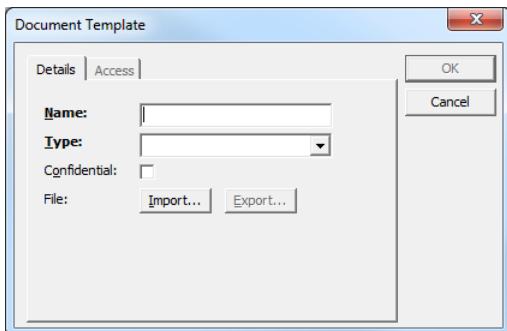 Document Template
Details Access
OK
Cancel
Name:
Type:
Confidential:
File: Import... Export...